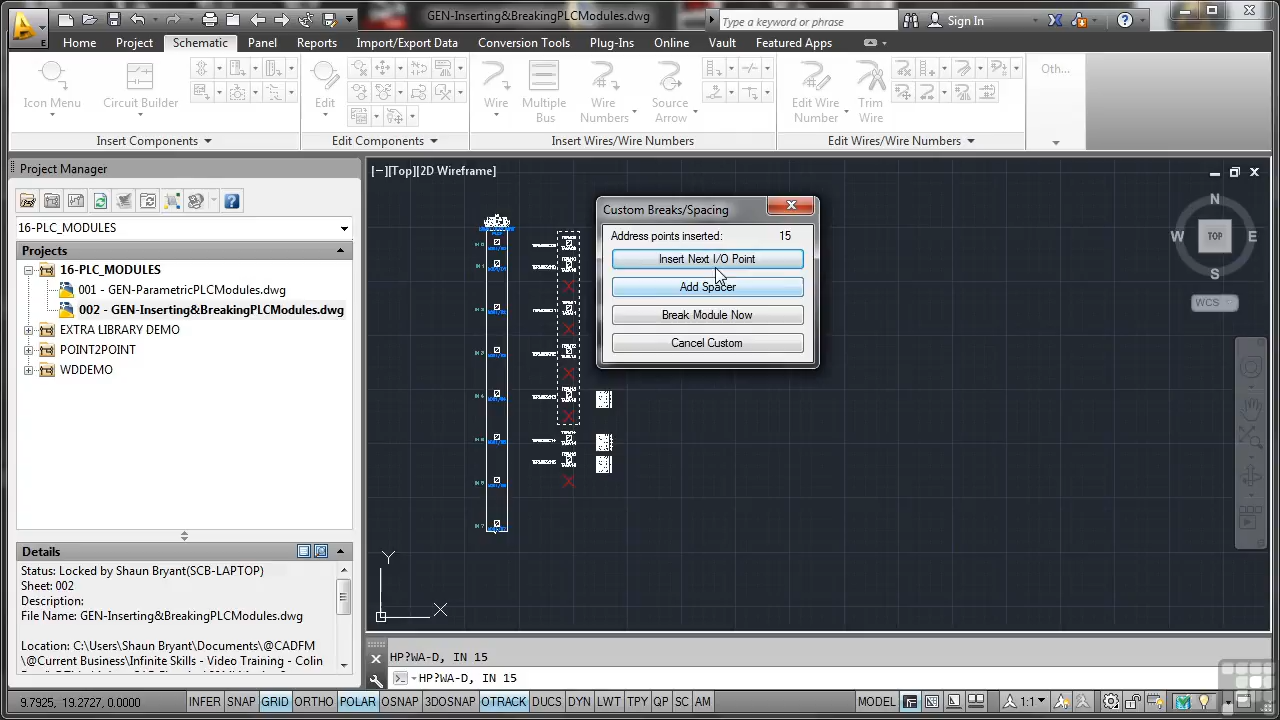 GEN-Inserting&BreakingPLCModules.dwg
Type a keyword or phrase
Sign In
Home Project Schematic Panel Reports Import/Export Data Conversion Tools Plug-Ins Online Vault Featured Apps
Icon Menu
Circuit Builder
Edit
Wire
Multiple Bus
Wire Numbers
Source Arrow
Wire Number
Trim Wire
Oth...
Insert Components
Edit Components
Insert Wires/Wire Numbers
Edit Wires/Wire Numbers
Project Manager
16-PLC_MODULES
Projects
16-PLC_MODULES
001 - GEN-ParametricPLCModules.dwg
002 - GEN-Inserting&BreakingPLCModules.dwg
EXTRA LIBRARY DEMO
POINT2POINT
WDDEMO
Details
Status: Locked by Shaun Bryant(SCB-LAPTOP)
Sheet: 002
Description:
File Name: GEN-Inserting&BreakingPLCModules.dwg
Location: C:\Users\Shaun Bryant\Documents\@CADFM
\@Current Business\Infinite Skills - Video Training - Colin
[−][Top][2D Wireframe]
Custom Breaks/Spacing
Address points inserted: 15
Insert Next I/O Point
Add Spacer
Break Module Now
Cancel Custom
N
W TOP E
S
WCS
Y
X
HP?WA-D, IN 15
HP?WA-D, IN 15
9.7925, 19.2727, 0.0000
INFER SNAP GRID ORTHO POLAR OSNAP 3DOSNAP OTRACK DUCS DYN LWT TPY QP SC AM
MODEL
1:1